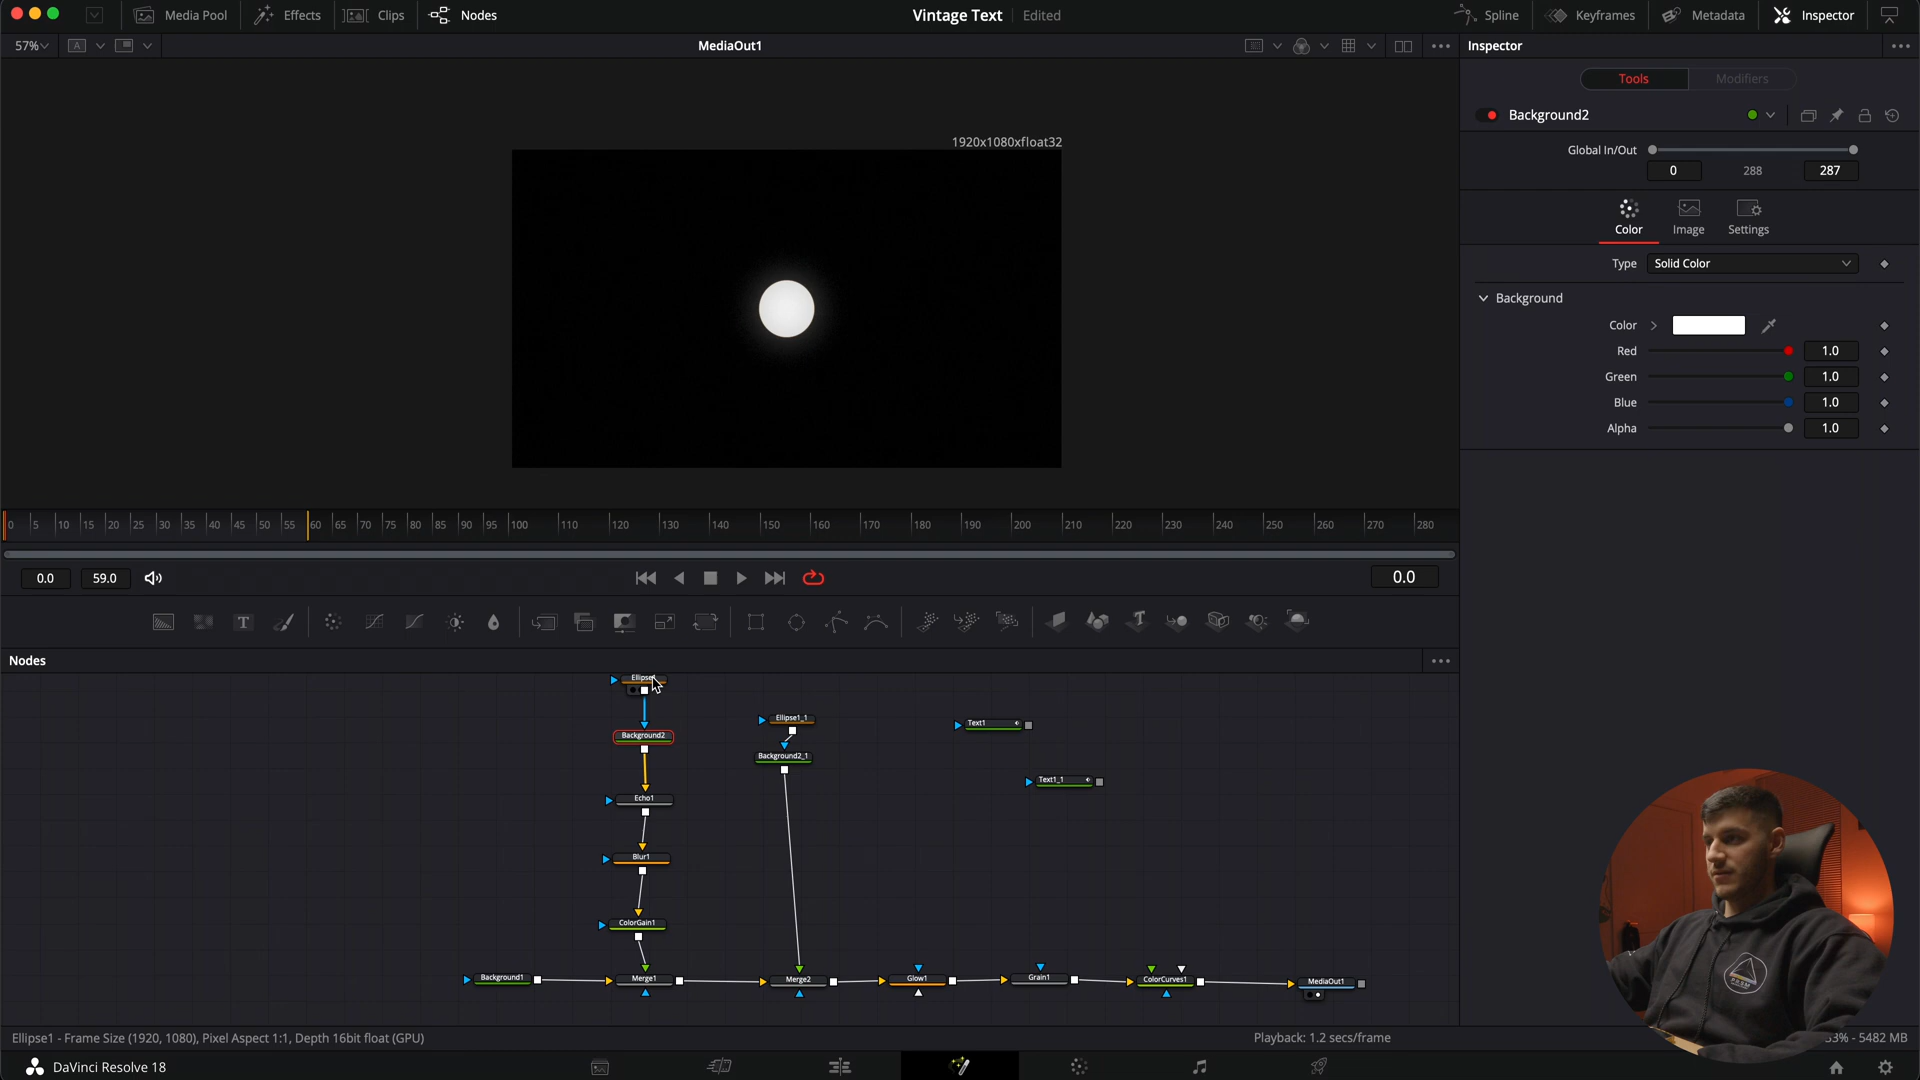 Media Pool
Effects
Clips
Nodes
Vintage Text
Edited
Spline
Keyframes
Metadata
Inspector
57%
A
MediaOut1
Inspector
Tools
Modifiers
Background2
1920x1080xfloat32
Global In/Out
0
288
287
Color
Image
Settings
Type
Solid Color
Background
Color
Red
1.0
Green
1.0
Blue
1.0
Alpha
1.0
0 5 10 15 20 25 30 35 40 45 50 55 60 65 70 75 80 85 90 95 100 110 120 130 140 150 160 170 180 190 200 210 220 230 240 250 260 270 280
0.0
59.0
0.0
T
Nodes
Background2
Ellipse1_1
Background2_1
Text1
Text1_1
Echo1
Blur1
ColorGain1
Background1
Merge1
Merge2
Glow1
Grain1
ColorCurves1
MediaOut1
Ellipse1 - Frame Size (1920, 1080), Pixel Aspect 1:1, Depth 16bit float (GPU)
Playback: 1.2 secs/frame
- 5482 MB
DaVinci Resolve 18